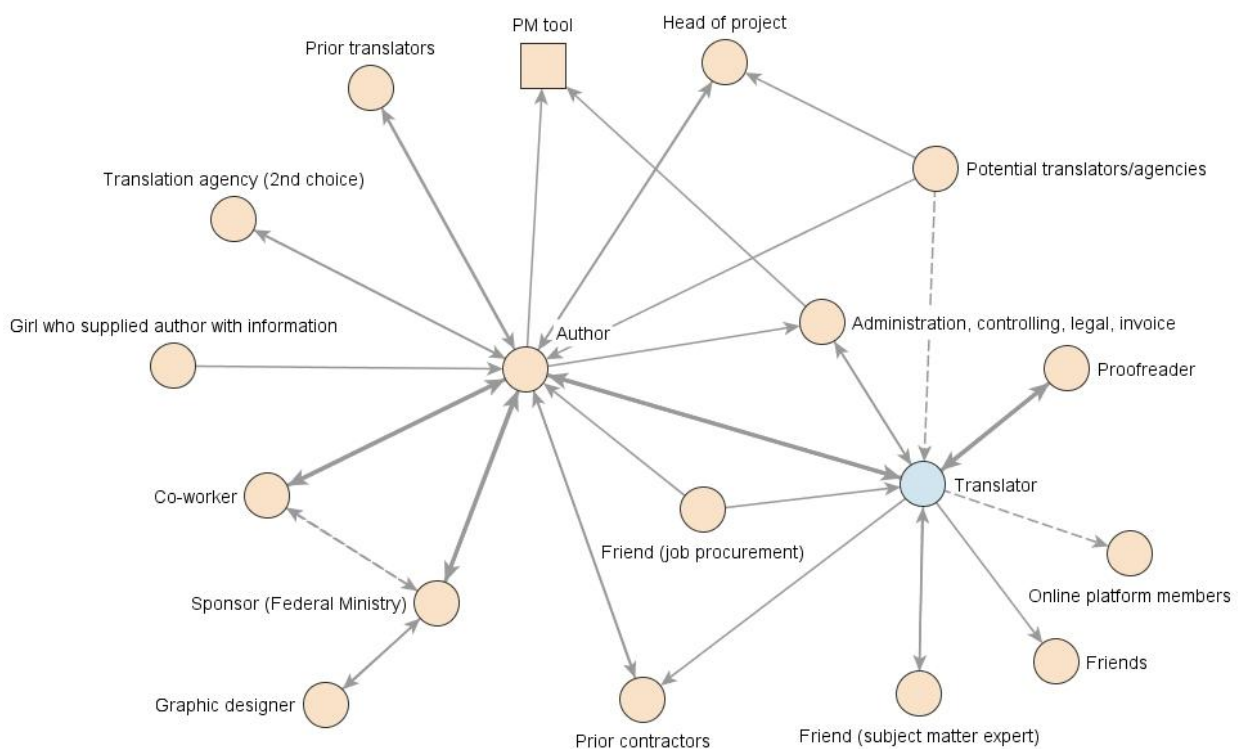 PM tool
Head of project
Prior translators
Potential translators/agencies
Translation agency (2nd choice)
Girl who supplied author with information
Author
Administration, controlling, legal, invoice
Proofreader
Co-worker
Translator
Friend (job procurement)
Online platform members
Sponsor (Federal Ministry)
Friends
Graphic designer
Prior contractors
Friend (subject matter expert)